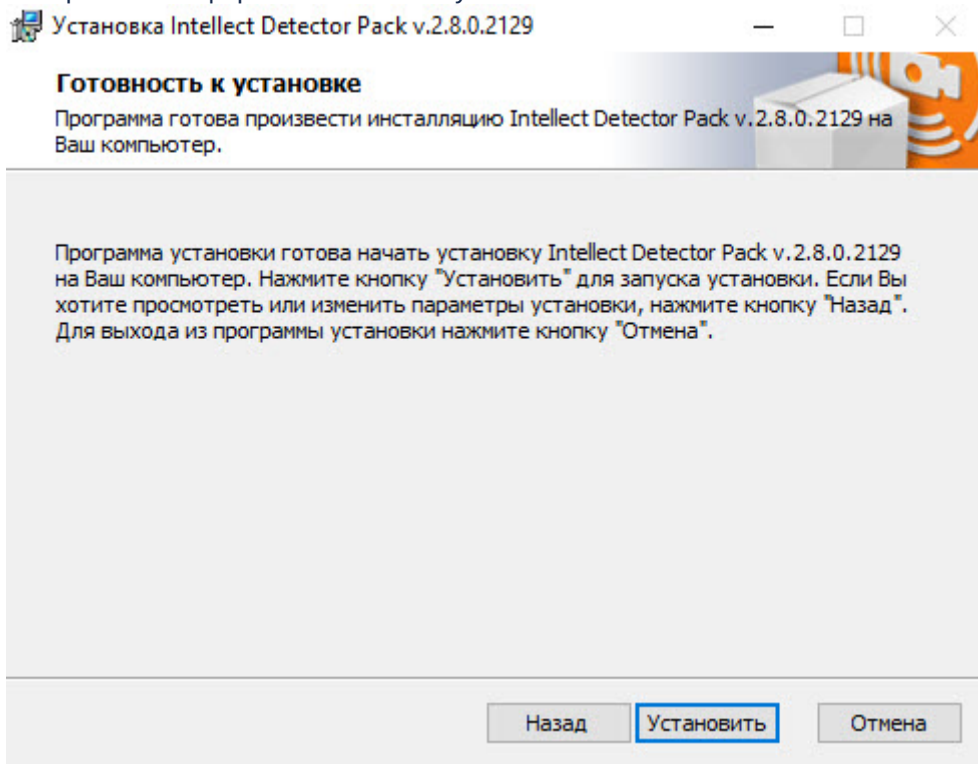 Установка Intellect Detector Pack v.2.8.0.2129
Готовность к установке
Программа готова произвести инсталляцию Intellect Detector Pack v.2.8.0.2129 на
Ваш компьютер.
Программа установки готова начать установку Intellect Detector Pack v.2.8.0.2129
на Ваш компьютер. Нажмите кнопку "Установить" для запуска установки. Если Вы
хотите просмотреть или изменить параметры установки, нажмите кнопку "Назад".
Для выхода из программы установки нажмите кнопку "Отмена".
Назад Установить Отмена